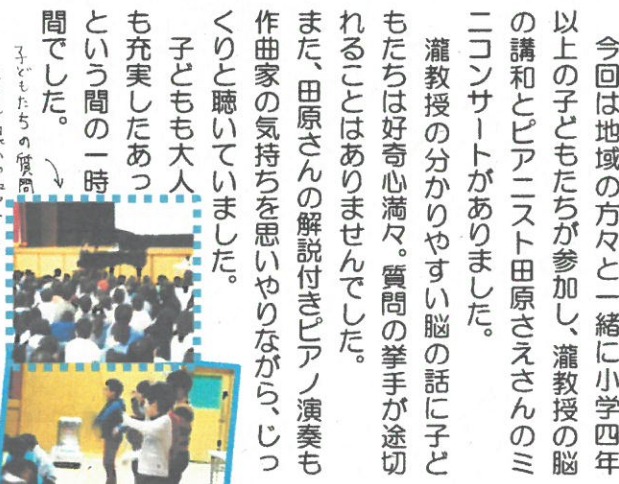 今回は地域の方々と一緒に小学四年
以上の子どもたちが参加し、瀧教授の脳
の講和とピアニスト田原さえさんのミ
ニコンサートがありました。
瀧教授の分かりやすい脳の話に子ど
もたちは好奇心満々。質問の挙手が途切
れることはありませんでした。
また、田原さんの解説付きピアノ演奏も
作曲家の気持ちを思いやりながら、じっ
くりと聴いていました。
子どもも大人
も充実したあっ
という間の一時
間でした。
子どもたちの質問